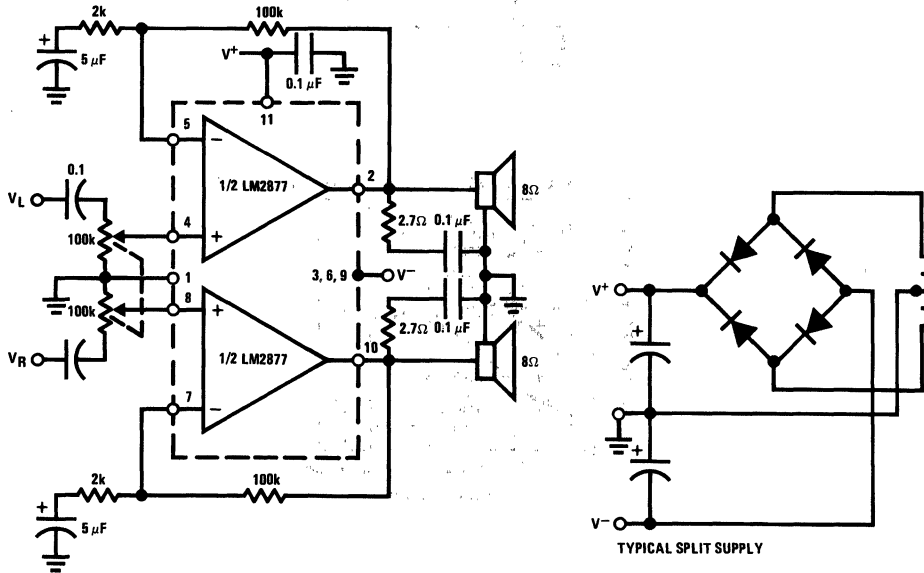 2k
100k
+
5 μF
V+
0.1 μF
11
5
−
1/2 LM2877
2
8Ω
0.1
VL
100k
4
+
2.7Ω
0.1 μF
1
3, 6, 9
V−
100k
8
+
2.7Ω
0.1 μF
VR
1/2 LM2877
10
8Ω
7
−
2k
100k
+
5 μF
V+
+
+
V−
TYPICAL SPLIT SUPPLY